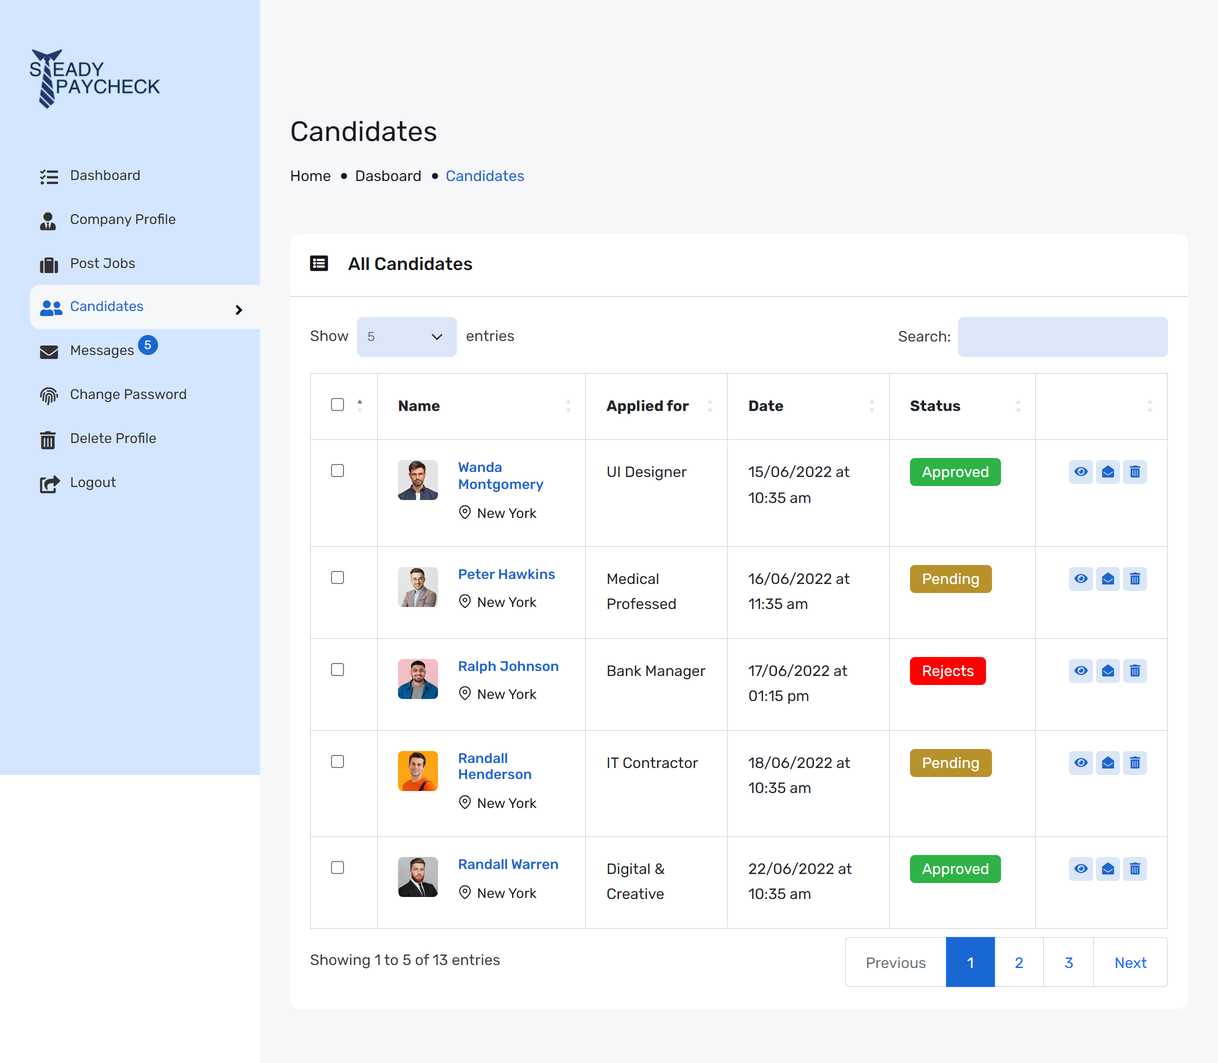 STEADY
PAYCHECK
Dashboard
Company Profile
Post Jobs
Candidates
Messages 5
Change Password
Delete Profile
Logout
Candidates
Home • Dasboard • Candidates
All Candidates
Show 5 entries
Search:
Name Applied for Date Status
Wanda Montgomery
New York
UI Designer
15/06/2022 at
10:35 am
Approved
Peter Hawkins
New York
Medical
Professed
16/06/2022 at
11:35 am
Pending
Ralph Johnson
New York
Bank Manager
17/06/2022 at
01:15 pm
Rejects
Randall
Henderson
New York
IT Contractor
18/06/2022 at
10:35 am
Pending
Randall Warren
New York
Digital &
Creative
22/06/2022 at
10:35 am
Approved
Showing 1 to 5 of 13 entries
Previous 1 2 3 Next